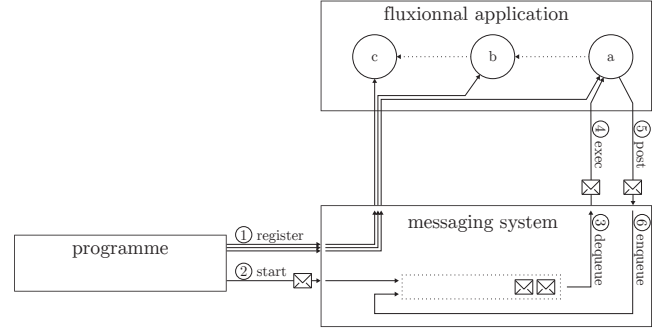 fluxionnal application
c
b
a
④ exec
⑤ post
① register
programme
② start
messaging system
③ dequeue
⑥ enqueue